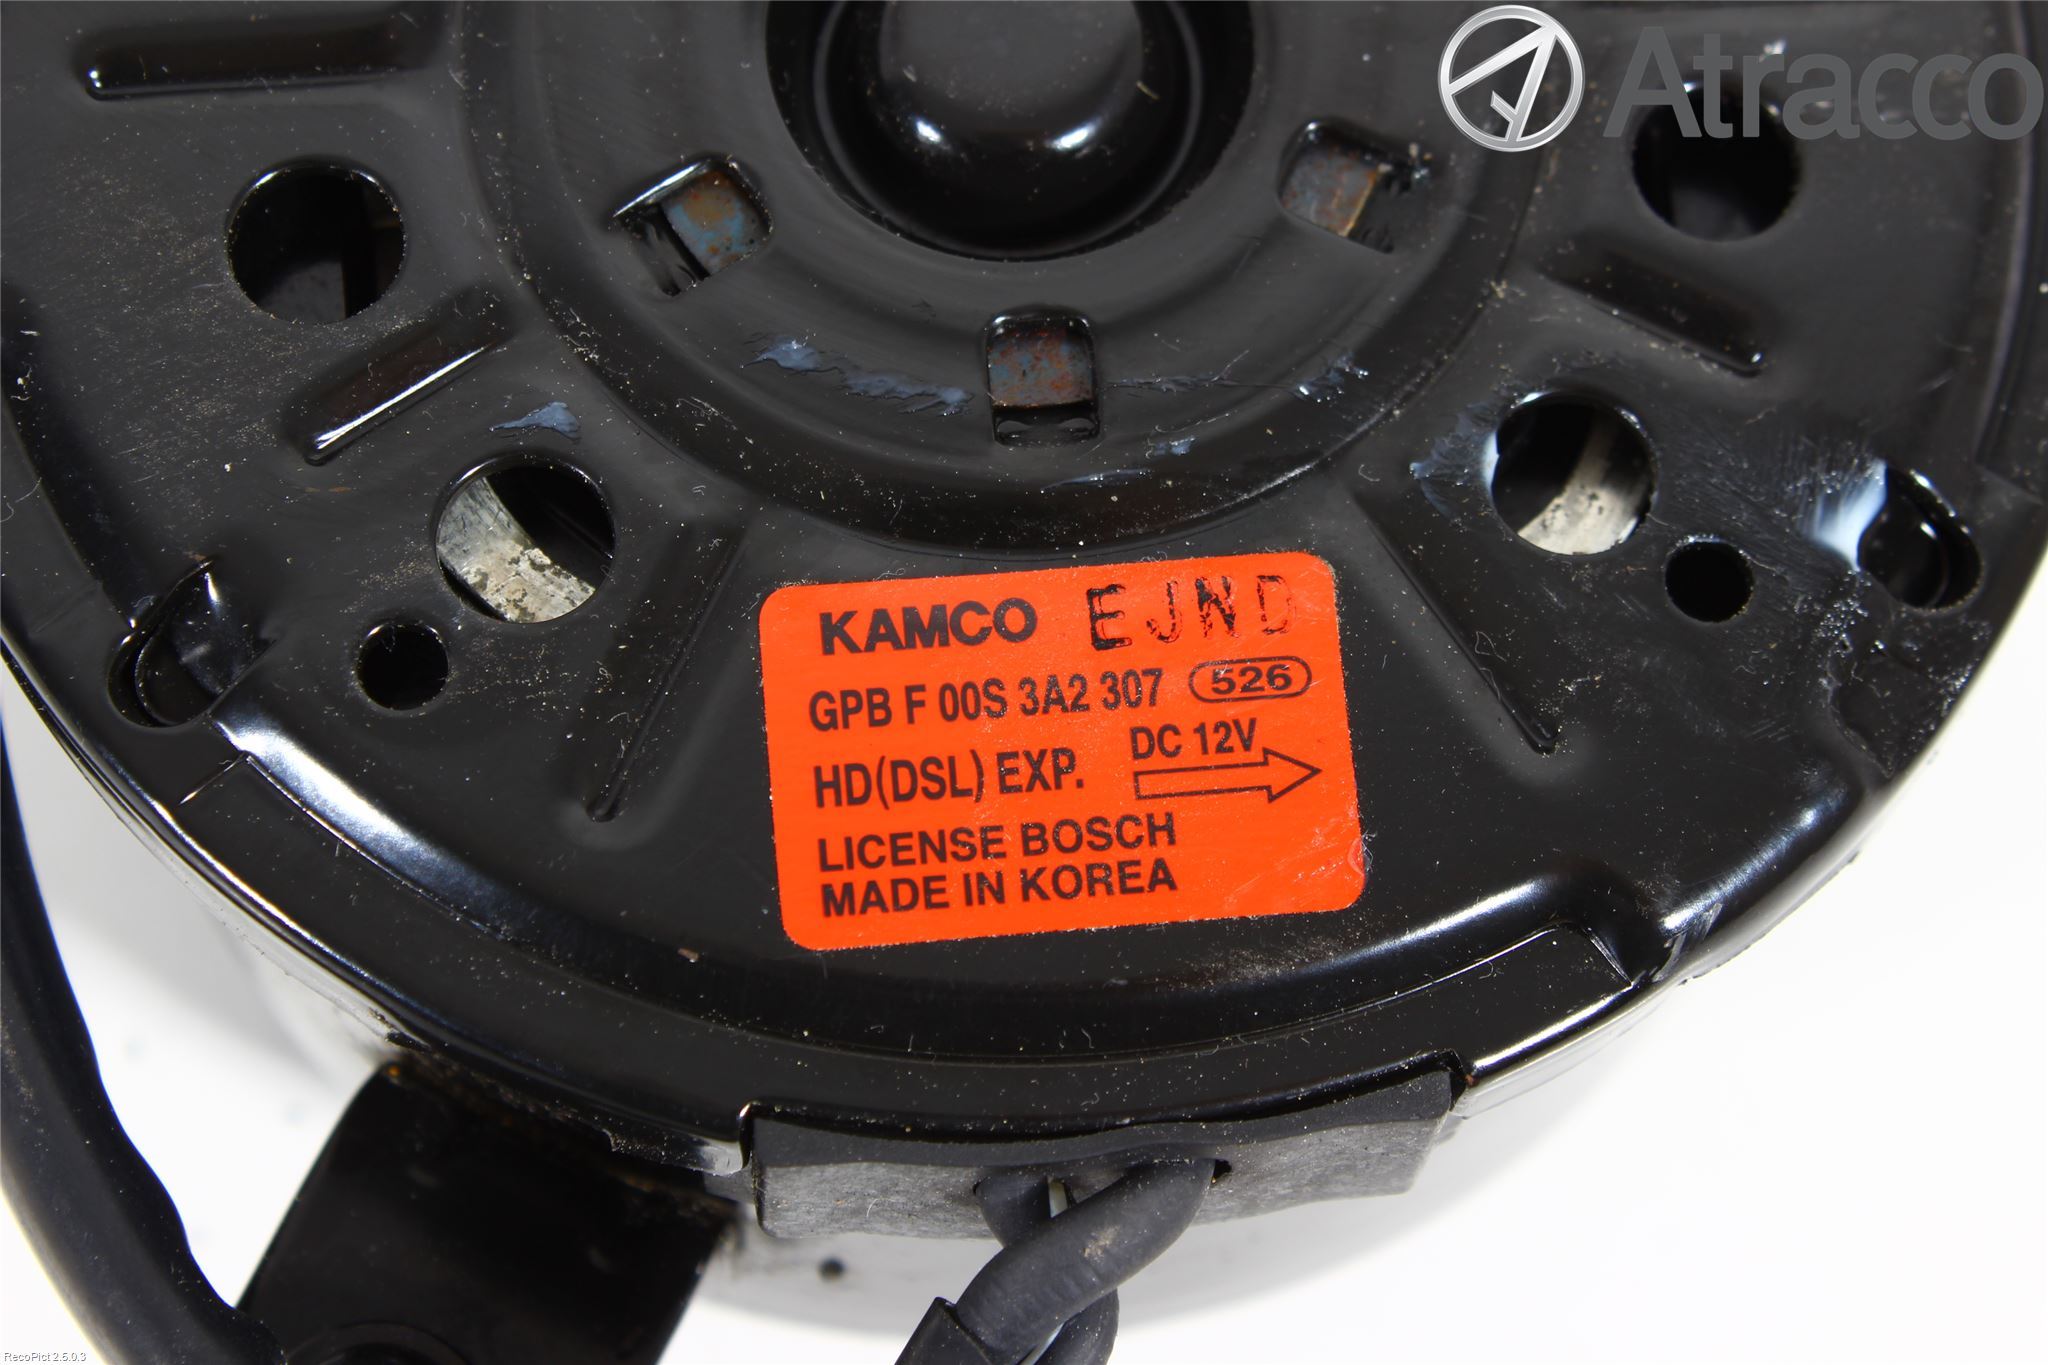 Atracco
KAMCO EJND
GPB F 00S 3A2 307 526
HD(DSL) EXP. DC 12V
LICENSE BOSCH
MADE IN KOREA
RecoPict 2.5.0.3